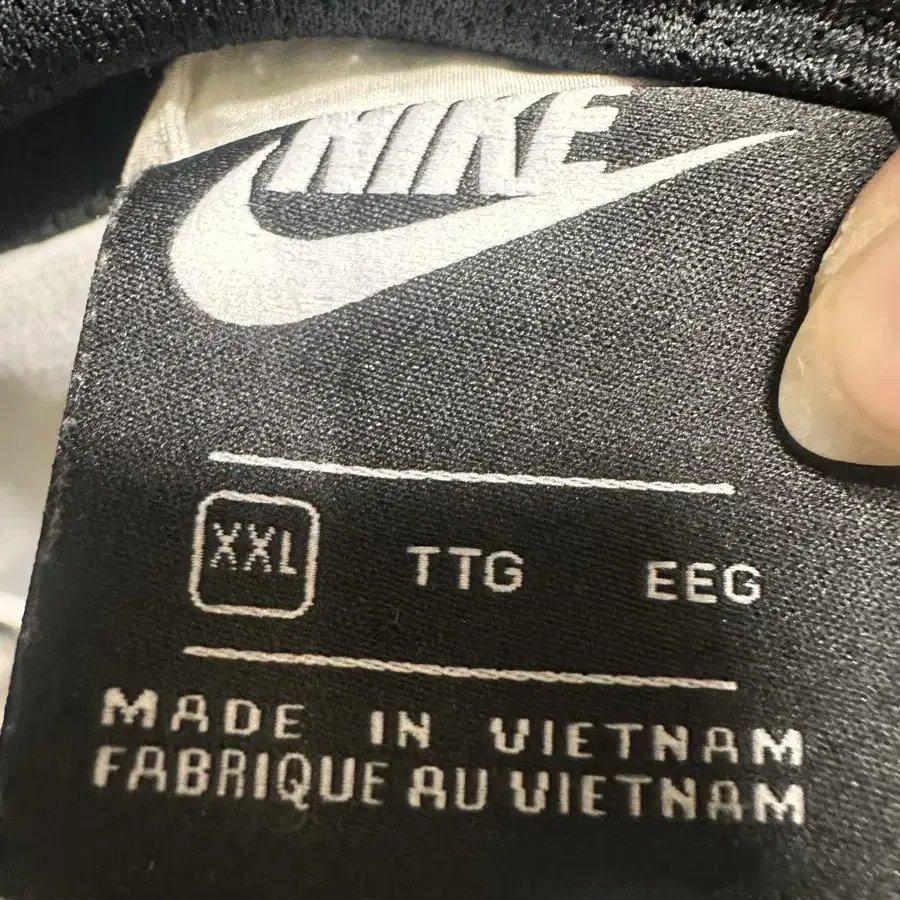 NIKE
XXL TTG EEG
MADE IN VIETNAM
FABRIQUE AU VIETNAM